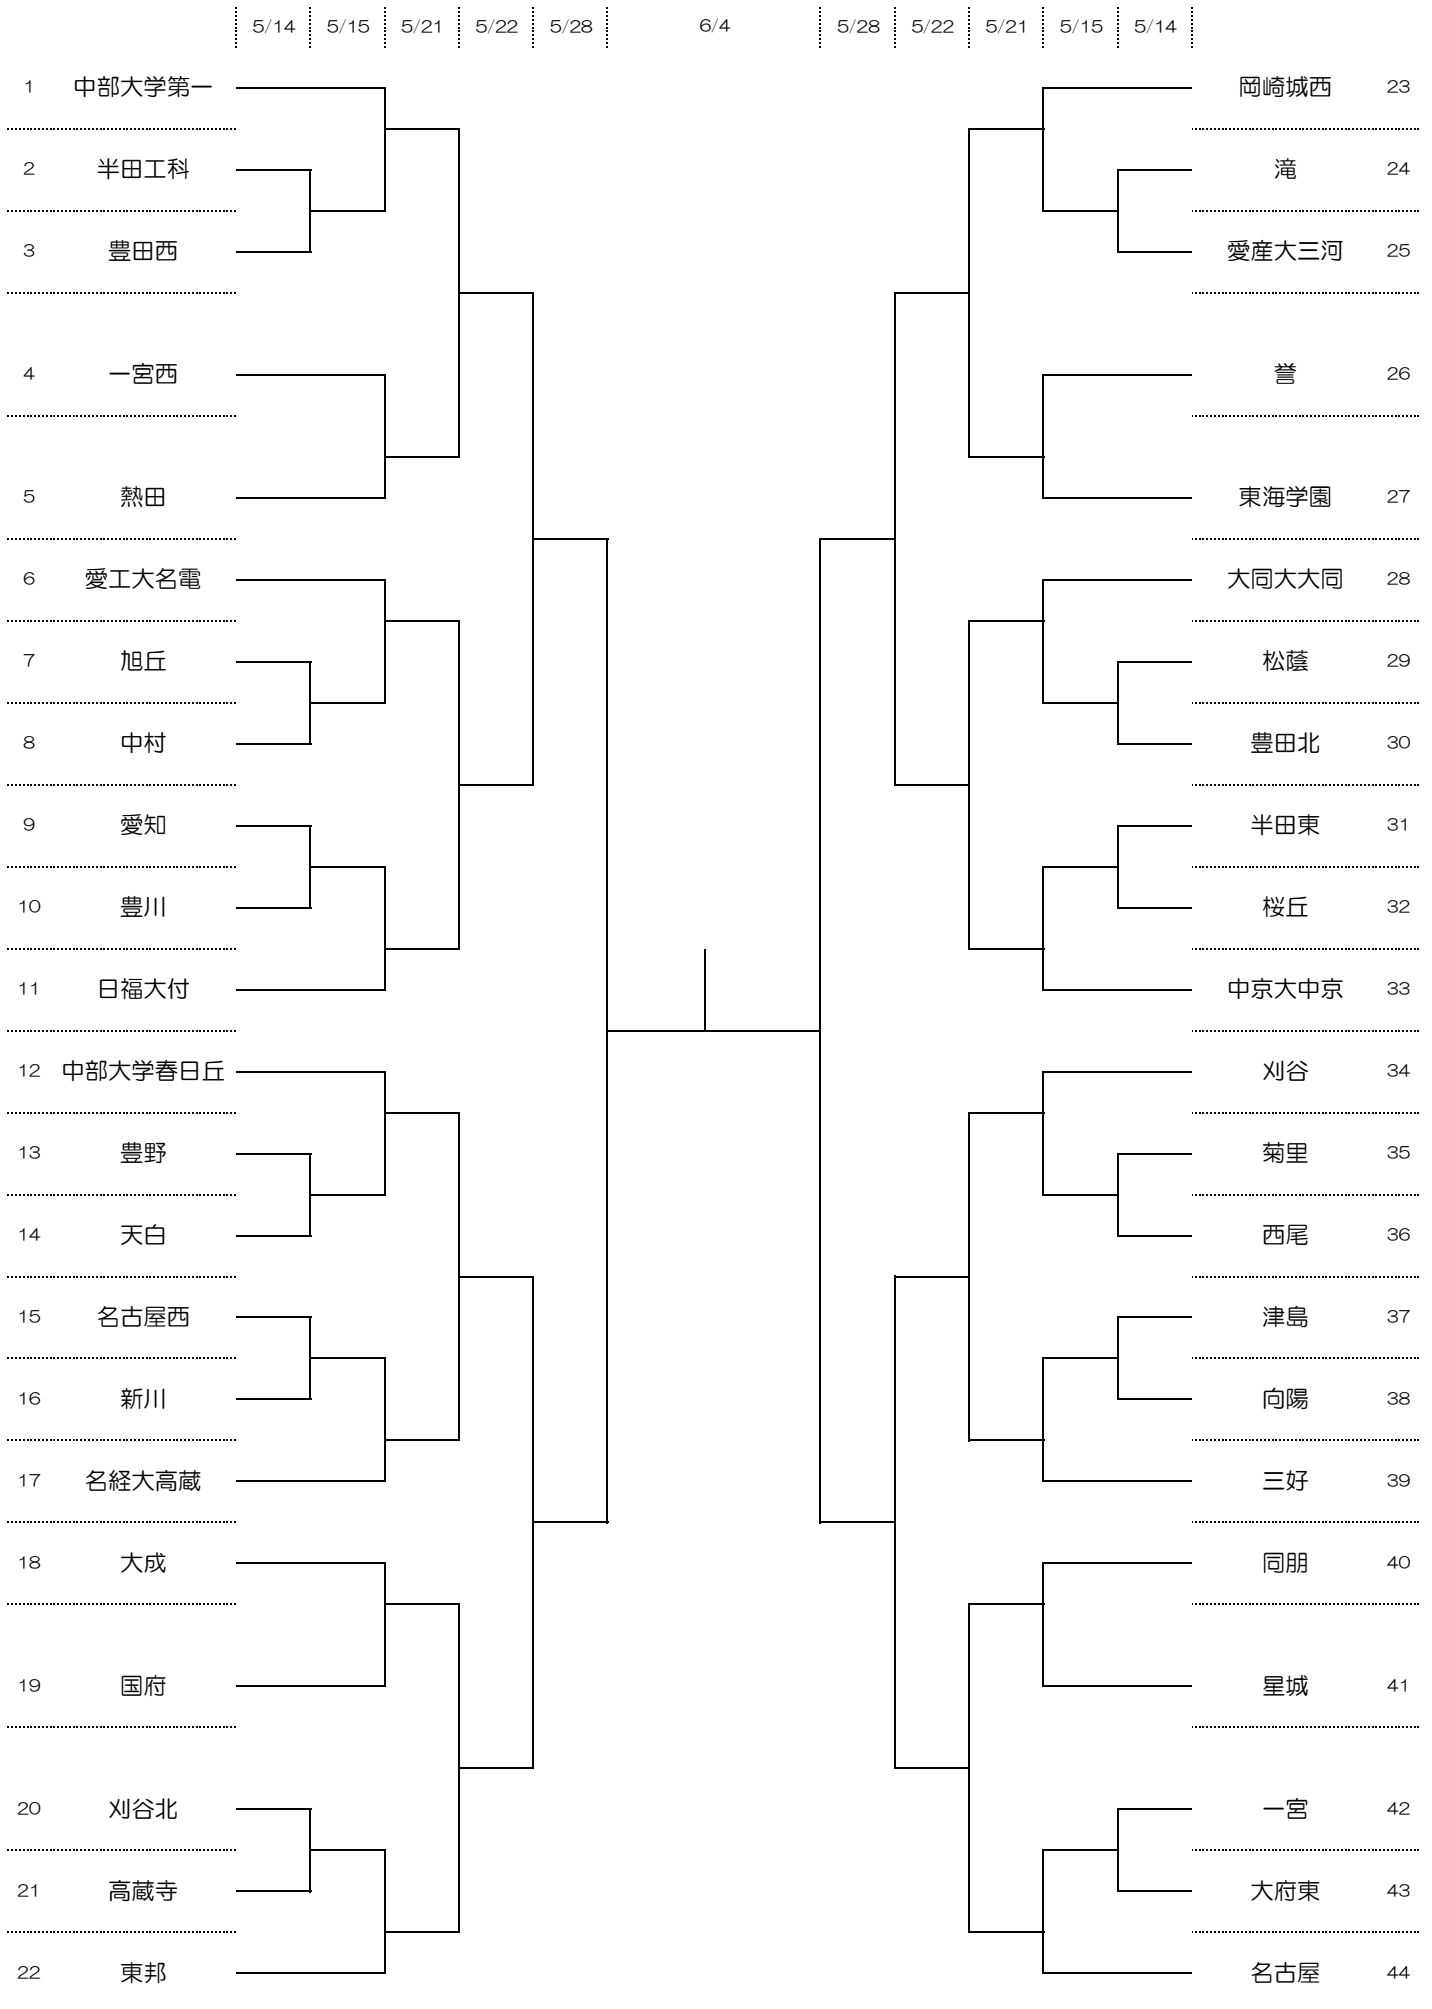 5/14 5/15 5/21 5/22 5/28 6/4 5/28 5/22 5/21 5/15 5/14
1 中部大学第一
2 半田工科
3 豊田西
4 一宮西
5 熱田
6 愛工大名電
7 旭丘
8 中村
9 愛知
10 豊川
11 日福大付
12 中部大学春日丘
13 豊野
14 天白
15 名古屋西
16 新川
17 名経大高蔵
18 大成
19 国府
20 刈谷北
21 高蔵寺
22 東邦
岡崎城西 23
滝 24
愛産大三河 25
誉 26
東海学園 27
大同大大同 28
松蔭 29
豊田北 30
半田東 31
桜丘 32
中京大中京 33
刈谷 34
菊里 35
西尾 36
津島 37
向陽 38
三好 39
同朋 40
星城 41
一宮 42
大府東 43
名古屋 44